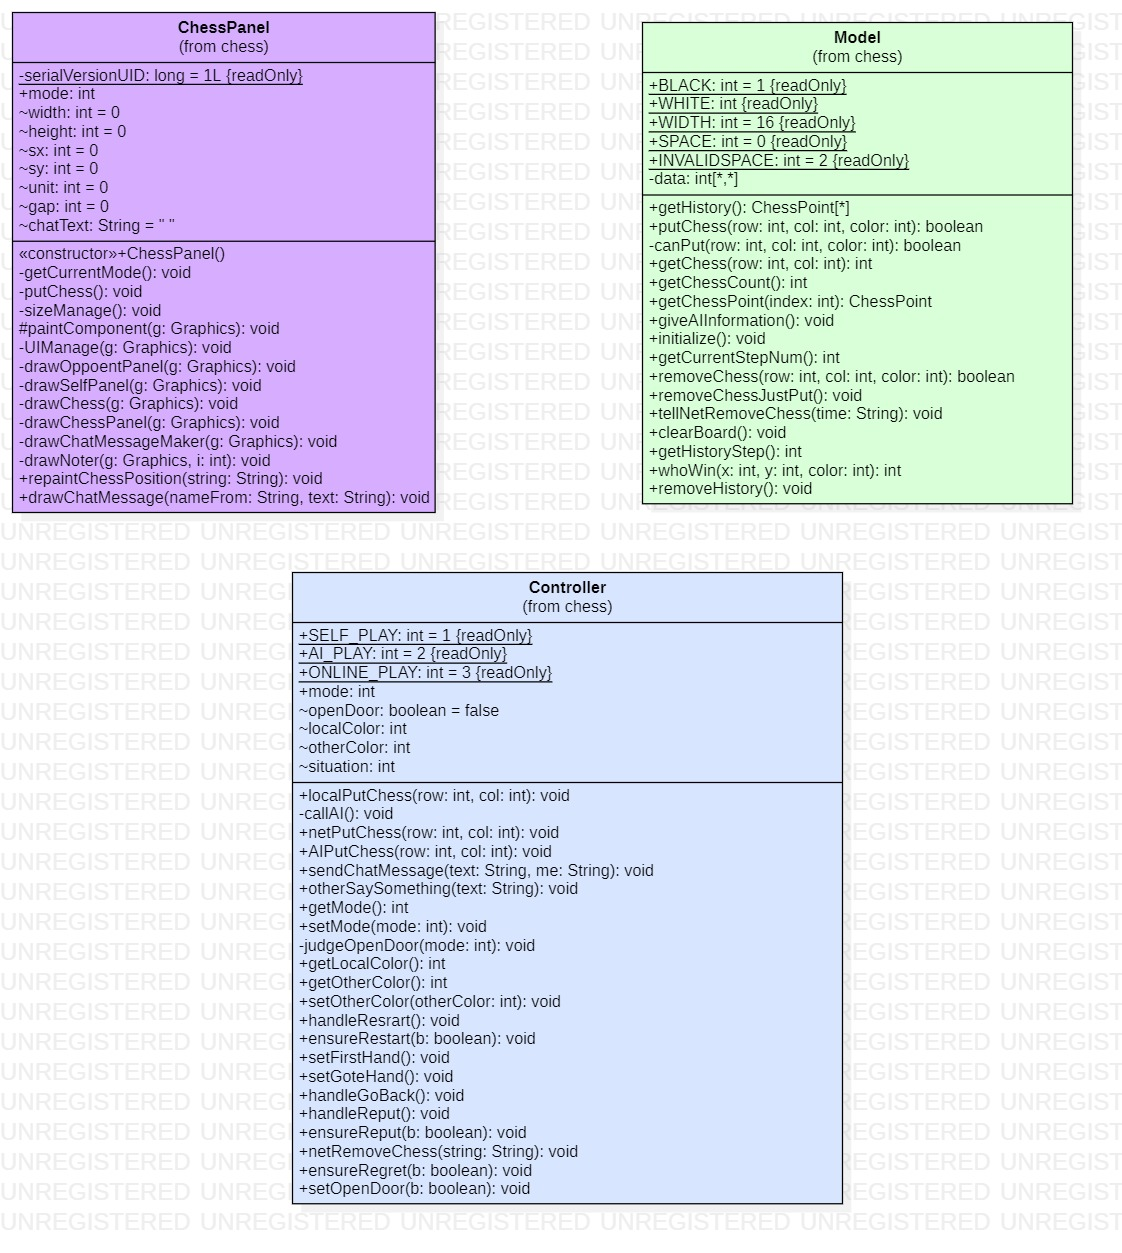 ChessPanel
(from chess)
-serialVersionUID: long = 1L {readOnly}
+mode: int
~width: int = 0
~height: int = 0
~sx: int = 0
~sy: int = 0
~unit: int = 0
~gap: int = 0
~chatText: String = " "
«constructor»+ChessPanel()
-getCurrentMode(): void
-putChess(): void
-sizeManage(): void
#paintComponent(g: Graphics): void
-UIManage(g: Graphics): void
-drawOppoentPanel(g: Graphics): void
-drawSelfPanel(g: Graphics): void
-drawChess(g: Graphics): void
-drawChessPanel(g: Graphics): void
-drawChatMessageMaker(g: Graphics): void
-drawNoter(g: Graphics, i: int): void
+repaintChessPosition(string: String): void
+drawChatMessage(nameFrom: String, text: String): void
Model
(from chess)
+BLACK: int = 1 {readOnly}
+WHITE: int {readOnly}
+WIDTH: int = 16 {readOnly}
+SPACE: int = 0 {readOnly}
+INVALIDSPACE: int = 2 {readOnly}
-data: int[*,*]
+getHistory(): ChessPoint[*]
+putChess(row: int, col: int, color: int): boolean
-canPut(row: int, col: int, color: int): boolean
+getChess(row: int, col: int): int
+getChessCount(): int
+getChessPoint(index: int): ChessPoint
+giveAIInformation(): void
+initialize(): void
+getCurrentStepNum(): int
+removeChess(row: int, col: int, color: int): boolean
+removeChessJustPut(): void
+tellNetRemoveChess(time: String): void
+clearBoard(): void
+getHistoryStep(): int
+whoWin(x: int, y: int, color: int): int
+removeHistory(): void
Controller
(from chess)
+SELF_PLAY: int = 1 {readOnly}
+AI_PLAY: int = 2 {readOnly}
+ONLINE_PLAY: int = 3 {readOnly}
+mode: int
~openDoor: boolean = false
~localColor: int
~otherColor: int
~situation: int
+localPutChess(row: int, col: int): void
-callAI(): void
+netPutChess(row: int, col: int): void
+AIPutChess(row: int, col: int): void
+sendChatMessage(text: String, me: String): void
+otherSaySomething(text: String): void
+getMode(): int
+setMode(mode: int): void
-judgeOpenDoor(mode: int): void
+getLocalColor(): int
+getOtherColor(): int
+setOtherColor(otherColor: int): void
+handleResrart(): void
+ensureRestart(b: boolean): void
+setFirstHand(): void
+setGoteHand(): void
+handleGoBack(): void
+handleReput(): void
+ensureReput(b: boolean): void
+netRemoveChess(string: String): void
+ensureRegret(b: boolean): void
+setOpenDoor(b: boolean): void